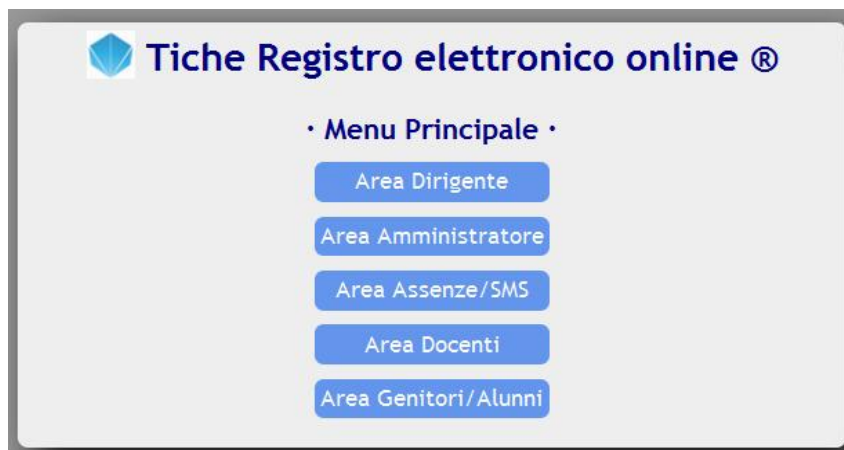 Tiche Registro elettronico online ®
· Menu Principale ·
Area Dirigente
Area Amministratore
Area Assenze/SMS
Area Docenti
Area Genitori/Alunni